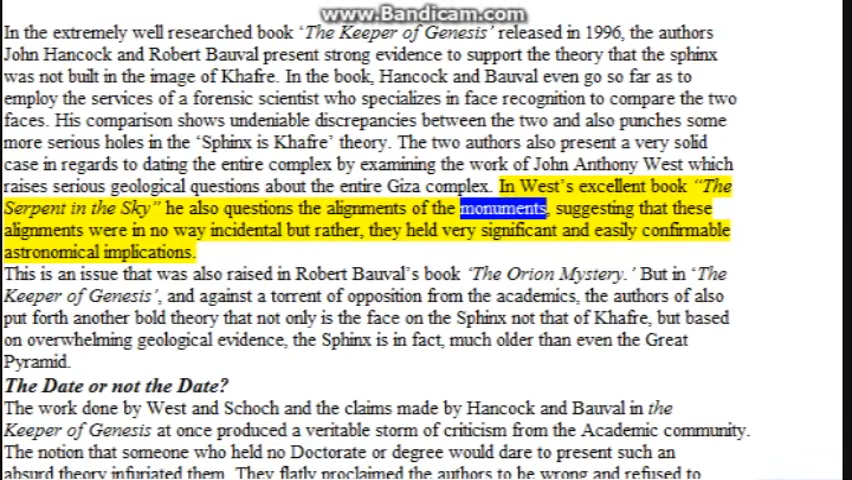 www.Bandicam.com
In the extremely well researched book ‘The Keeper of Genesis’ released in 1996, the authors
John Hancock and Robert Bauval present strong evidence to support the theory that the sphinx
was not built in the image of Khafre. In the book, Hancock and Bauval even go so far as to
employ the services of a forensic scientist who specializes in face recognition to compare the two
faces. His comparison shows undeniable discrepancies between the two and also punches some
more serious holes in the ‘Sphinx is Khafre’ theory. The two authors also present a very solid
case in regards to dating the entire complex by examining the work of John Anthony West which
raises serious geological questions about the entire Giza complex. In West’s excellent book “The
Serpent in the Sky” he also questions the alignments of the monuments, suggesting that these
alignments were in no way incidental but rather, they held very significant and easily confirmable
astronomical implications.
This is an issue that was also raised in Robert Bauval’s book ‘The Orion Mystery.’ But in ‘The
Keeper of Genesis’, and against a torrent of opposition from the academics, the authors of also
put forth another bold theory that not only is the face on the Sphinx not that of Khafre, but based
on overwhelming geological evidence, the Sphinx is in fact, much older than even the Great
Pyramid.
The Date or not the Date?
The work done by West and Schoch and the claims made by Hancock and Bauval in the
Keeper of Genesis at once produced a veritable storm of criticism from the Academic community.
The notion that someone who held no Doctorate or degree would dare to present such an
absurd theory infuriated them. They flatly proclaimed the authors to be wrong and refused to